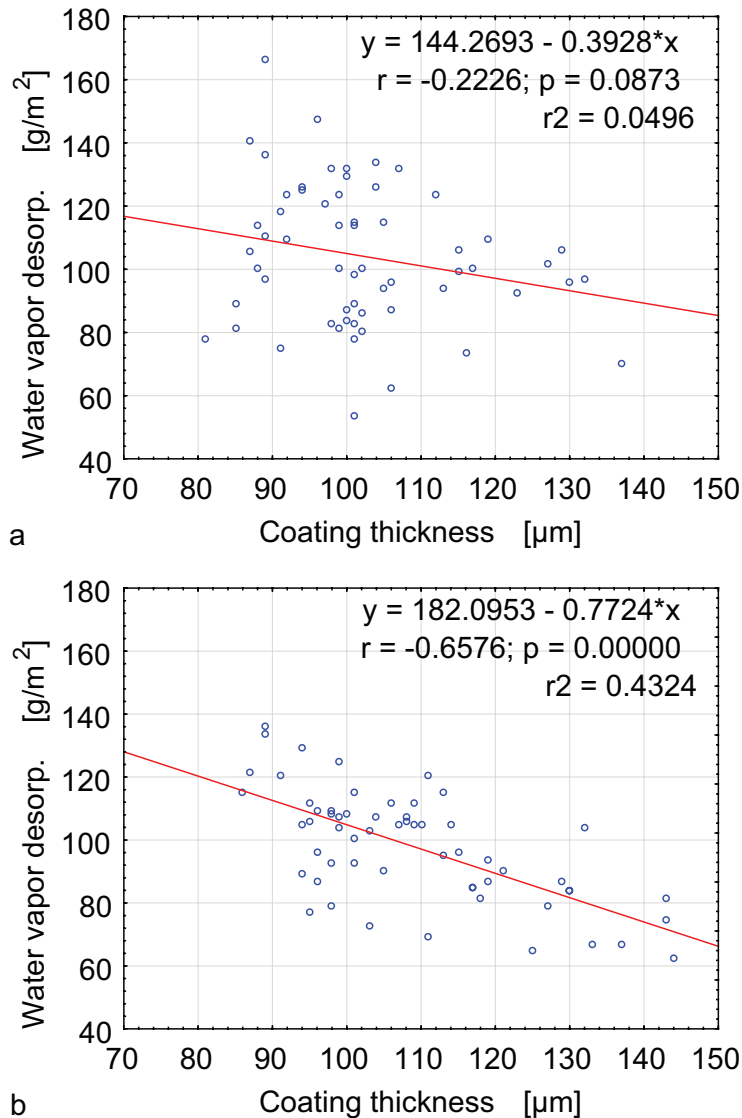 180
y = 144.2693 - 0.3928*x
160
r = -0.2226; p = 0.0873
140
r2 = 0.0496
120
100
80
60
40
Water vapor desorp. [g/m²]
70 80 90 100 110 120 130 140 150
Coating thickness [µm]
a
180
y = 182.0953 - 0.7724*x
160
r = -0.6576; p = 0.00000
140
r2 = 0.4324
120
100
80
60
40
Water vapor desorp. [g/m²]
70 80 90 100 110 120 130 140 150
Coating thickness [µm]
b